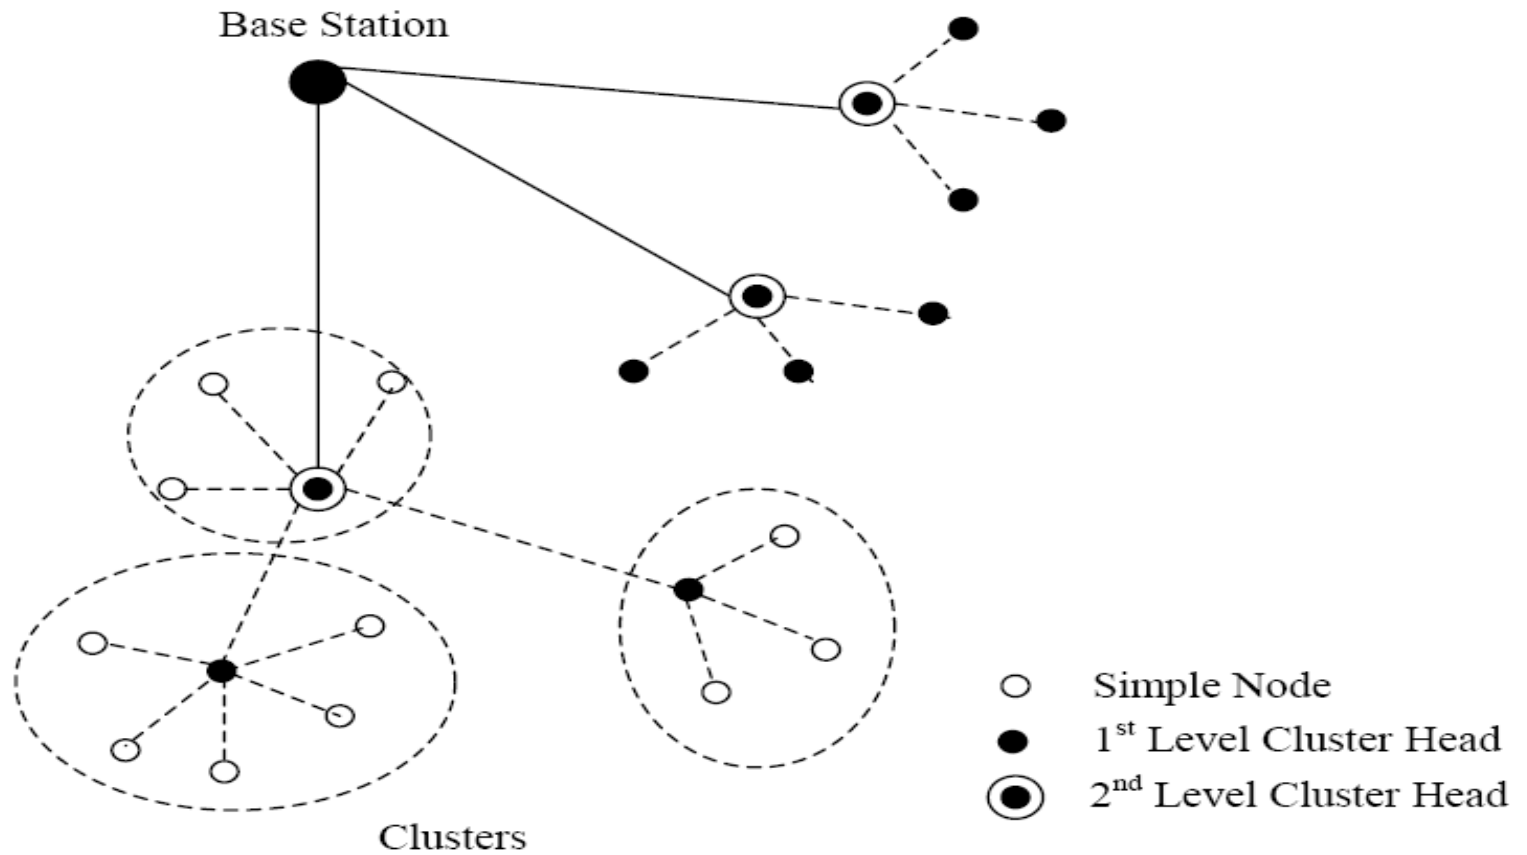 Base Station
Simple Node
1st Level Cluster Head
2nd Level Cluster Head
Clusters